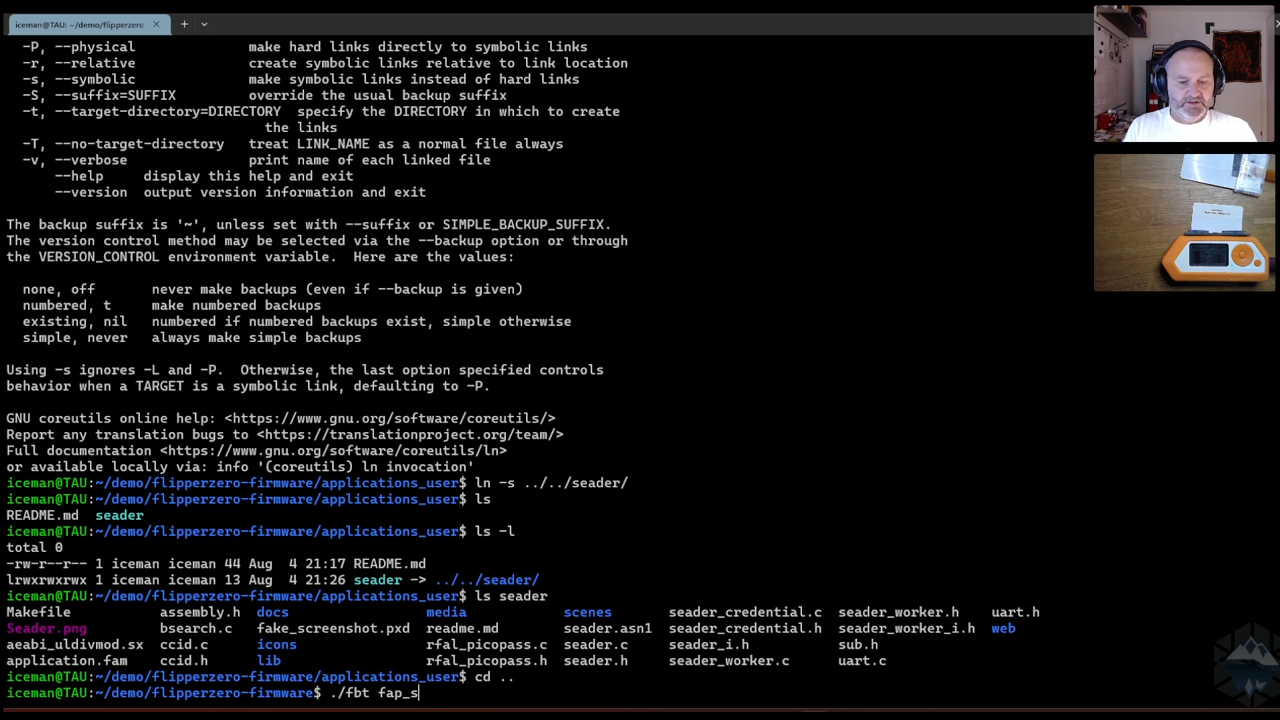 iceman@TAU: ~/demo/flipperzero
-P, --physical make hard links directly to symbolic links
-r, --relative create symbolic links relative to link location
-s, --symbolic make symbolic links instead of hard links
-S, --suffix=SUFFIX override the usual backup suffix
-t, --target-directory=DIRECTORY specify the DIRECTORY in which to create
the links
-T, --no-target-directory treat LINK_NAME as a normal file always
-v, --verbose print name of each linked file
--help display this help and exit
--version output version information and exit
The backup suffix is '~', unless set with --suffix or SIMPLE_BACKUP_SUFFIX.
The version control method may be selected via the --backup option or through
the VERSION_CONTROL environment variable. Here are the values:
none, off never make backups (even if --backup is given)
numbered, t make numbered backups
existing, nil numbered if numbered backups exist, simple otherwise
simple, never always make simple backups
Using -s ignores -L and -P. Otherwise, the last option specified controls
behavior when a TARGET is a symbolic link, defaulting to -P.
GNU coreutils online help: <https://www.gnu.org/software/coreutils/>
Report any translation bugs to <https://translationproject.org/team/>
Full documentation <https://www.gnu.org/software/coreutils/ln>
or available locally via: info '(coreutils) ln invocation'
iceman@TAU:~/demo/flipperzero-firmware/applications_user$ ln -s ../../seader/
iceman@TAU:~/demo/flipperzero-firmware/applications_user$ ls
README.md seader
iceman@TAU:~/demo/flipperzero-firmware/applications_user$ ls -l
total 0
-rw-r--r-- 1 iceman iceman 44 Aug 4 21:17 README.md
lrwxrwxrwx 1 iceman iceman 13 Aug 4 21:26 seader -> ../../seader/
iceman@TAU:~/demo/flipperzero-firmware/applications_user$ ls seader
Makefile assembly.h docs media scenes seader_credential.c seader_worker.h uart.h
Seader.png bsearch.c fake_screenshot.pxd readme.md seader.asn1 seader_credential.h seader_worker_i.h web
aeabi_uldivmod.sx ccid.c icons rfal_picopass.c seader.c seader_i.h sub.h
application.fam ccid.h lib rfal_picopass.h seader.h seader_worker.c uart.c
iceman@TAU:~/demo/flipperzero-firmware/applications_user$ cd ..
iceman@TAU:~/demo/flipperzero-firmware$ ./fbt fap_s